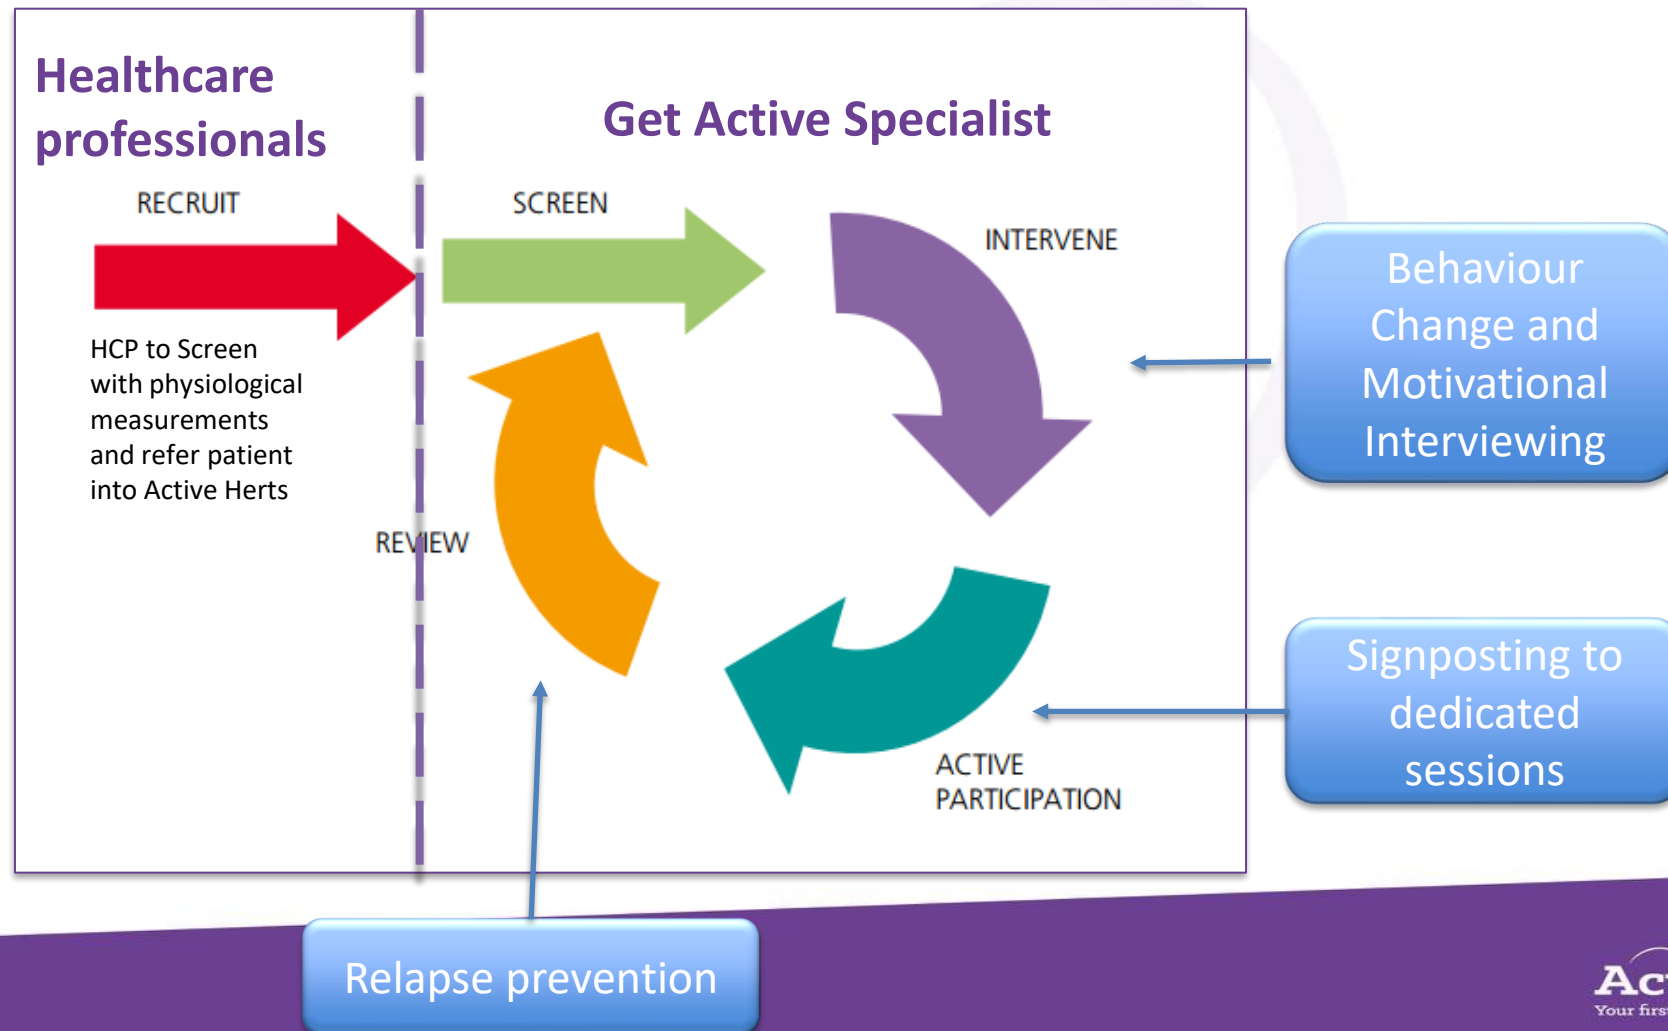 Healthcare
professionals
Get Active Specialist
RECRUIT
SCREEN
INTERVENE
HCP to Screen
with physiological
measurements
and refer patient
into Active Herts
REVIEW
ACTIVE
PARTICIPATION
Behaviour
Change and
Motivational
Interviewing
Signposting to
dedicated
sessions
Relapse prevention
Your